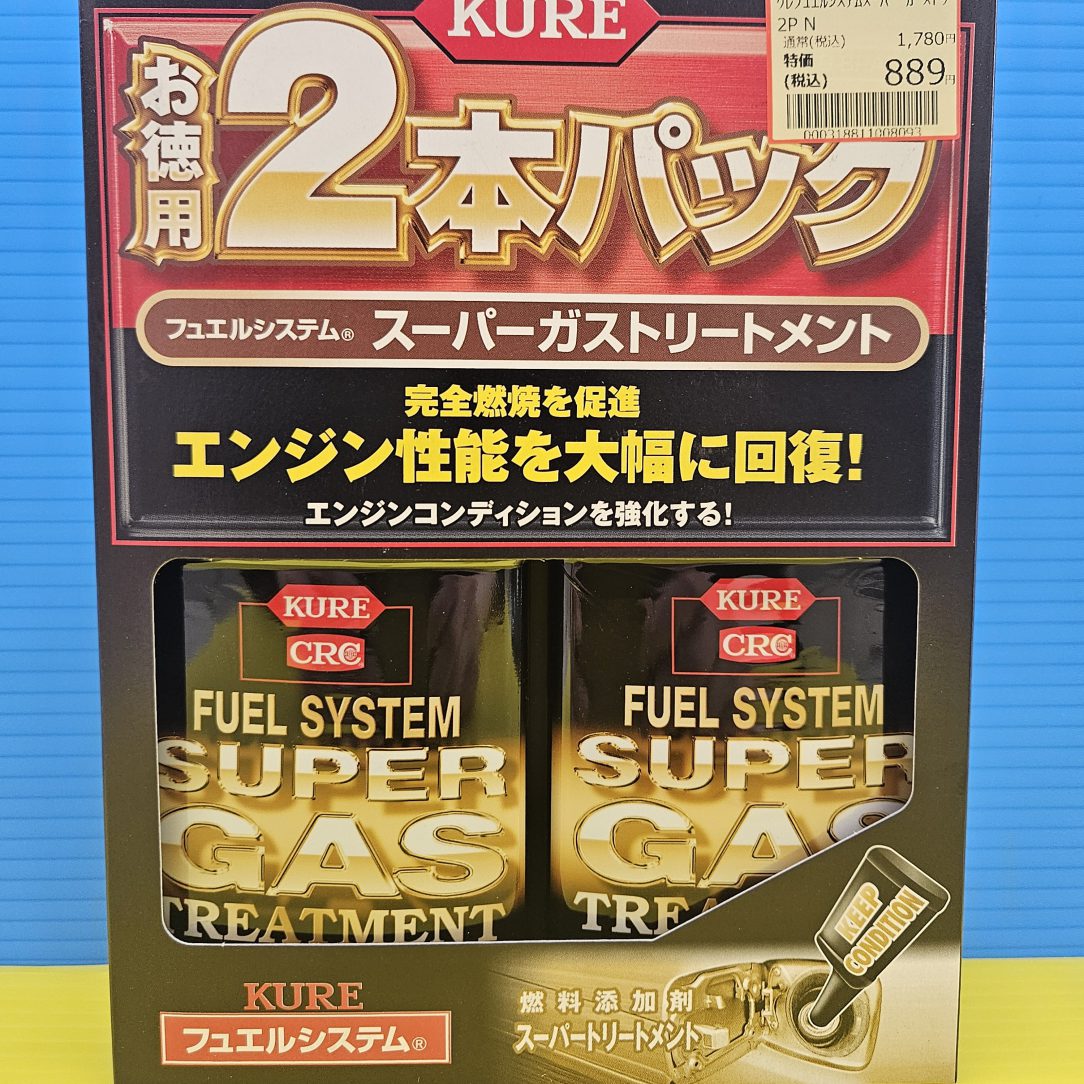 KURE
2P N
通常(税込) 1,780円
特価
(税込) 889円
000318811008093
お徳用
2本パック
フュエルシステム® スーパーガストリートメント
完全燃焼を促進
エンジン性能を大幅に回復!
エンジンコンディションを強化する!
KURE
CRC
FUEL SYSTEM
SUPER
GAS
TREATMENT
KURE
CRC
FUEL SYSTEM
SUPER
GAS
TREA
KEEP
CONDITION
KURE
フュエルシステム®
燃料添加剤
スーパートリートメント